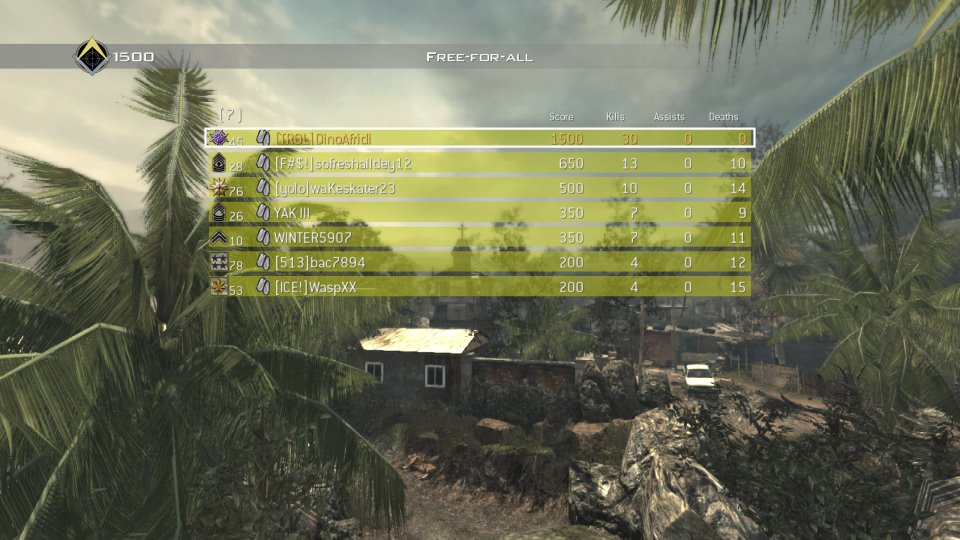 1500 Free-for-all
(7) Score Kills Assists Deaths
45 [TROL]DinoAfridi 1500 30 0 0
28 [F#$!]sofreshalldey12 650 13 0 10
76 [yolo]waKeskater23 500 10 0 14
26 YAK III 350 7 0 9
10 WINTER5907 350 7 0 11
78 [513]bac7894 200 4 0 12
53 [ICE!]WaspXX 200 4 0 15